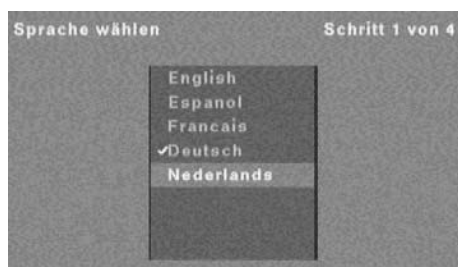 Sprache wählen
Schritt 1 von 4
English
Espanol
Francais
✓Deutsch
Nederlands